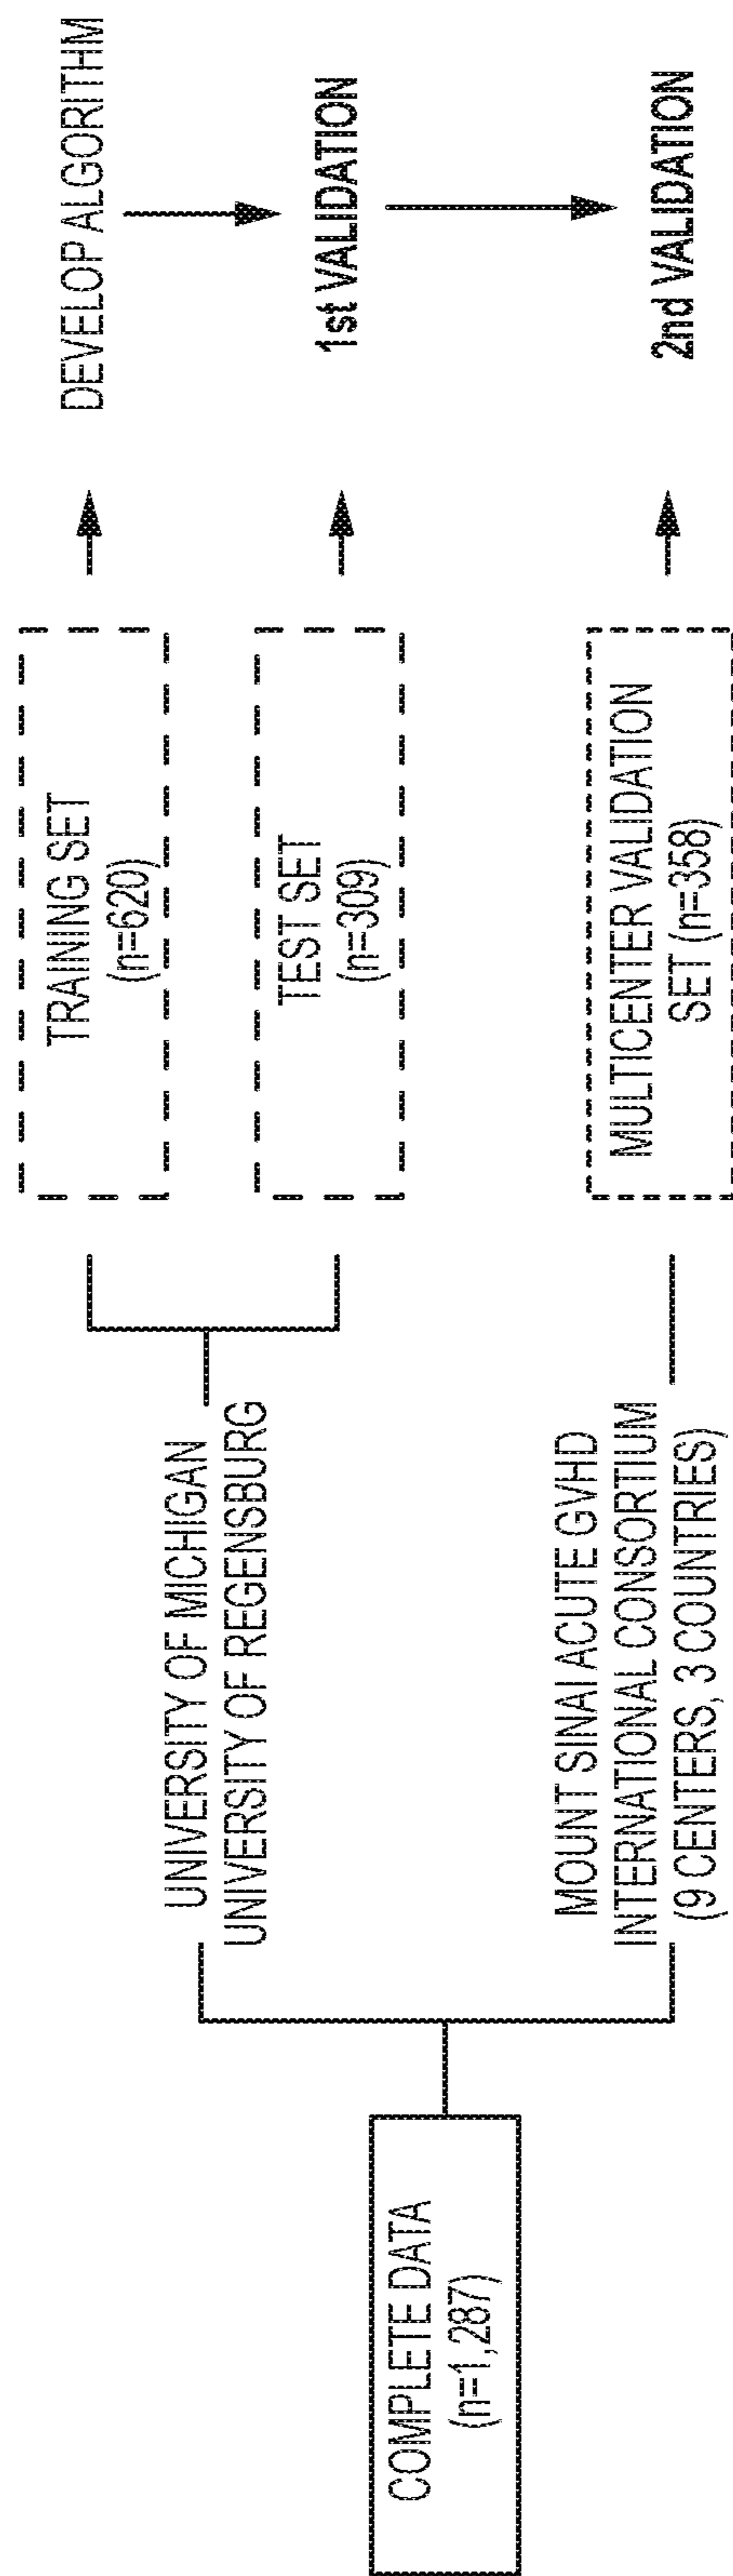 COMPLETE DATA
(n=1,287)
UNIVERSITY OF MICHIGAN
UNIVERSITY OF REGENSBURG
MOUNT SINAI ACUTE GVHD
INTERNATIONAL CONSORTIUM
(9 CENTERS, 3 COUNTRIES)
TRAINING SET
(n=620)
TEST SET
(n=309)
MULTICENTER VALIDATION
SET (n=358)
DEVELOP ALGORITHM
1st VALIDATION
2nd VALIDATION